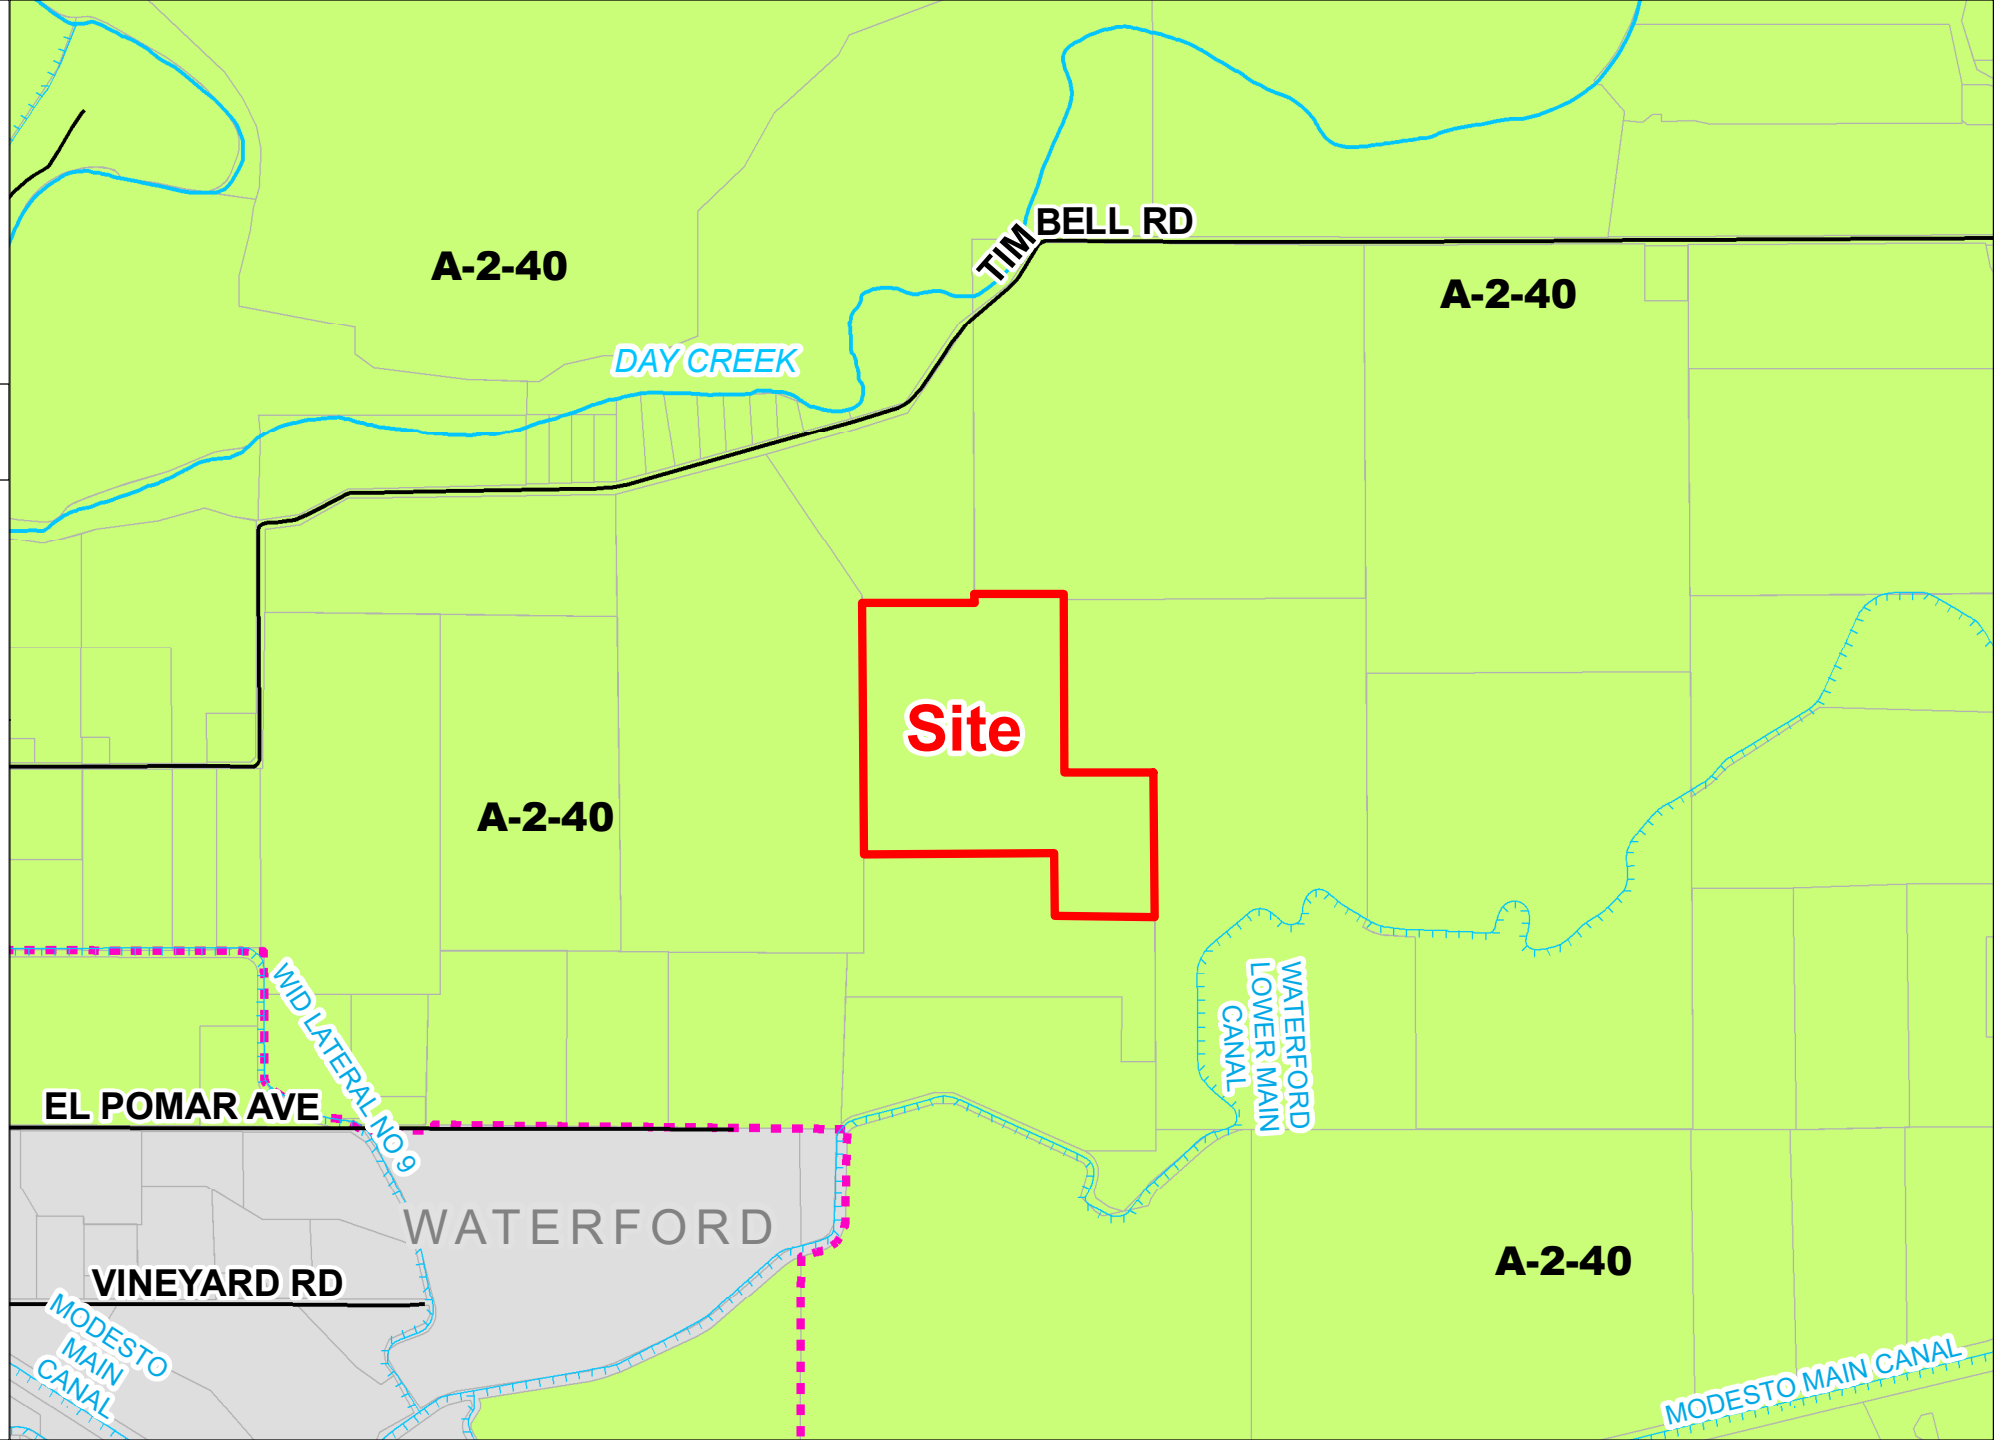 BELL RD
TIM
A-2-40
A-2-40
DAY CREEK
Site
A-2-40
WATERFORD
LOWER MAIN
CANAL
WID LATERAL NO 9
EL POMAR AVE
WATERFORD
A-2-40
VINEYARD RD
MODESTO
MAIN
CANAL
MODESTO MAIN CANAL